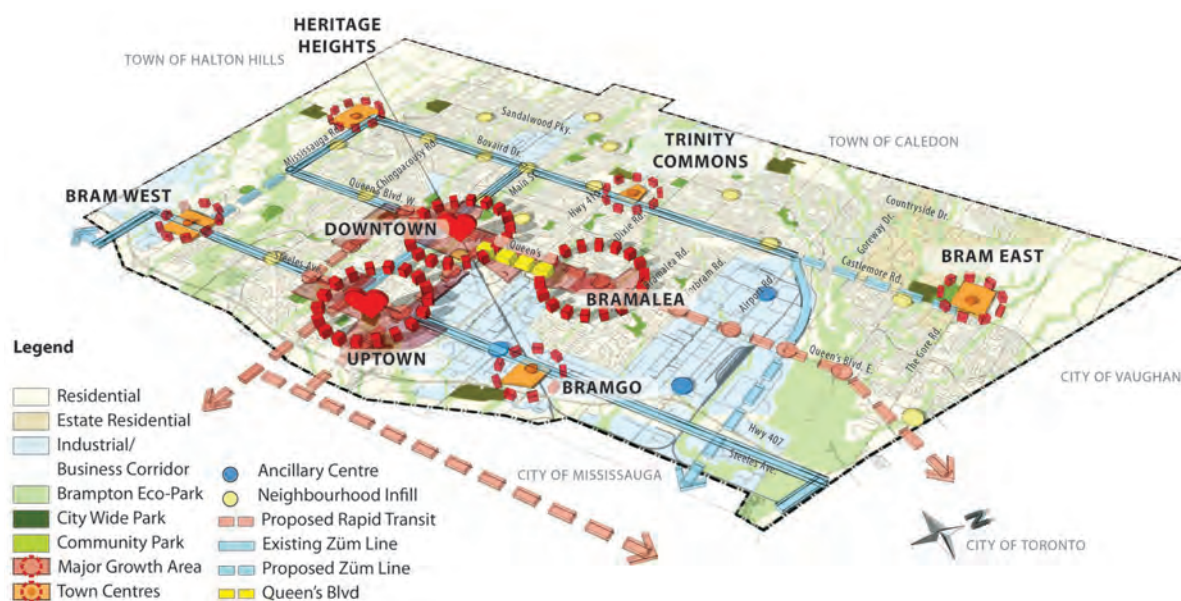 HERITAGE
HEIGHTS
TOWN OF HALTON HILLS
Sandalwood Pky.
TOWN OF CALEDON
TRINITY
COMMONS
Mississauga Rd.
Chinguacousy Rd.
Bovaird Dr.
Main St.
BRAM WEST
Queen's Blvd. W.
Hwy 410
Dixie Rd.
Countryside Dr.
Goreway Dr.
DOWNTOWN
Queen's
Bramalea Rd.
Torbram Rd.
Airport Rd.
Castlemore Rd.
BRAM EAST
Steeles Ave.
BRAMALEA
The Gore Rd.
Queen's Blvd. E.
UPTOWN
BRAMGO
CITY OF VAUGHAN
Hwy 407
Steeles Ave.
CITY OF MISSISSAUGA
N
CITY OF TORONTO
Legend
Residential
Estate Residential
Industrial/
Business Corridor
Brampton Eco-Park
City Wide Park
Community Park
Major Growth Area
Town Centres
Ancillary Centre
Neighbourhood Infill
Proposed Rapid Transit
Existing Züm Line
Proposed Züm Line
Queen's Blvd